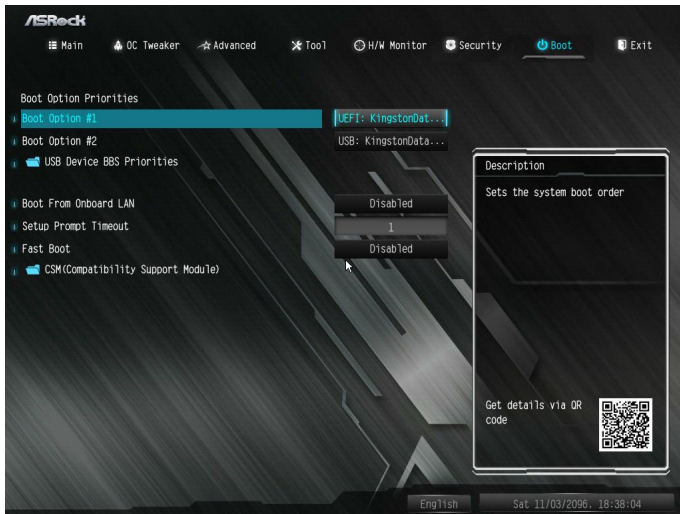 ASRock
Main OC Tweaker Advanced Tool H/W Monitor Security Boot Exit
Boot Option Priorities
Boot Option #1 UEFI: KingstonDat...
Boot Option #2 USB: KingstonData...
USB Device BBS Priorities
Boot From Onboard LAN Disabled
Setup Prompt Timeout 1
Fast Boot Disabled
CSM(Compatibility Support Module)
Description
Sets the system boot order
Get details via QR
code
English Sat 11/03/2096. 18:38:04